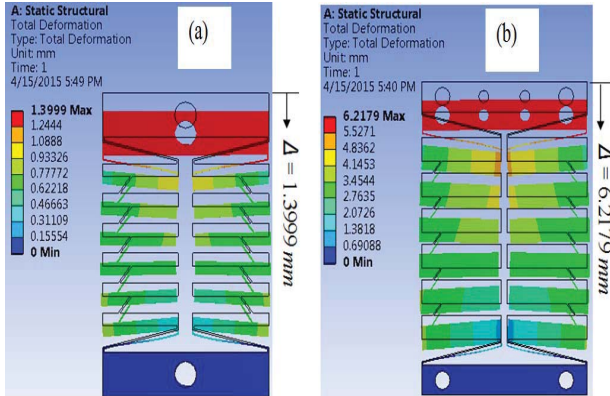 A: Static Structural
Total Deformation
Type: Total Deformation
Unit: mm
Time: 1
4/15/2015 5:49 PM
(a)
1.3999 Max
1.2444
1.0888
0.93326
0.77772
0.62218
0.46663
0.31109
0.15554
0 Min
Δ = 1.3999 mm
A: Static Structural
Total Deformation
Type: Total Deformation
Unit: mm
Time: 1
4/15/2015 5:40 PM
(b)
6.2179 Max
5.5271
4.8362
4.1453
3.4544
2.7635
2.0726
1.3818
0.69088
0 Min
Δ = 6.2179 mm